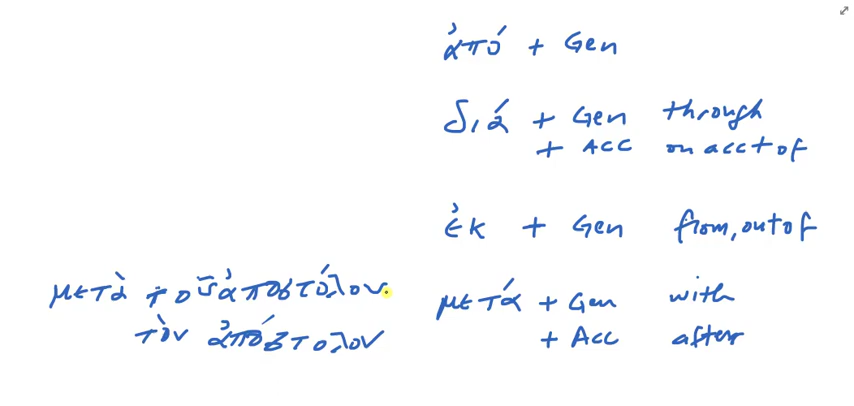 ἀπό + Gen
διά + Gen through
+ Acc on acct of
ἐκ + Gen from, out of
μετὰ τοῦ ἀποστόλου
τὸν ἀπόστολον
μετά + Gen with
+ Acc after